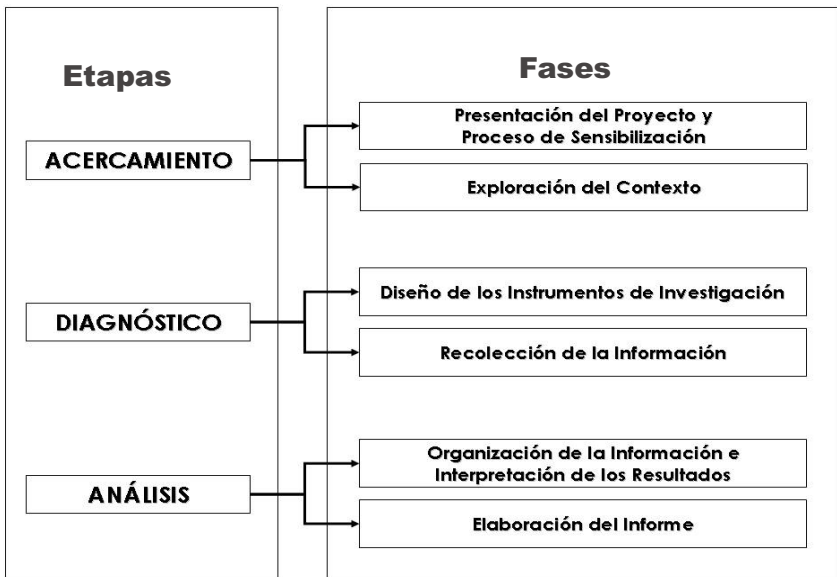 Etapas
Fases
ACERCAMIENTO
Presentación del Proyecto y
Proceso de Sensibilización
Exploración del Contexto
DIAGNÓSTICO
Diseño de los Instrumentos de Investigación
Recolección de la Información
ANÁLISIS
Organización de la Información e
Interpretación de los Resultados
Elaboración del Informe